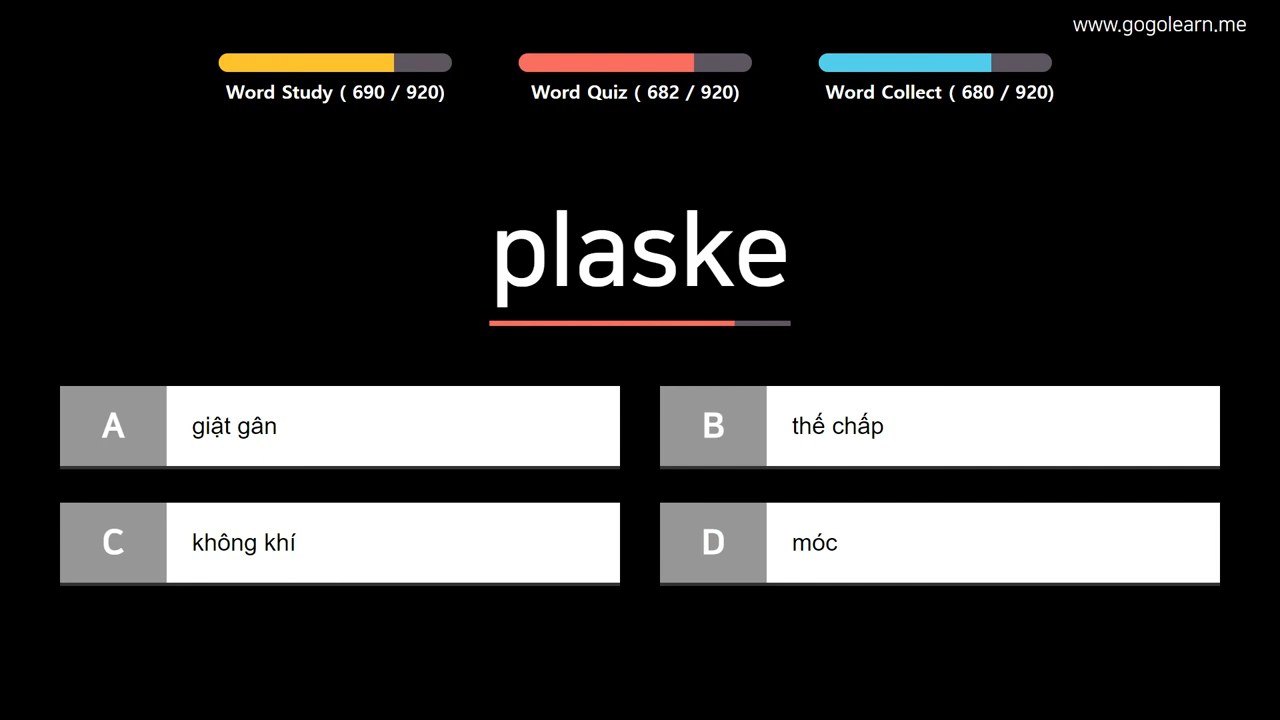 www.gogolearn.me
Word Study ( 690 / 920)
Word Quiz ( 682 / 920)
Word Collect ( 680 / 920)
plaske
A giật gân
B thế chấp
C không khí
D móc